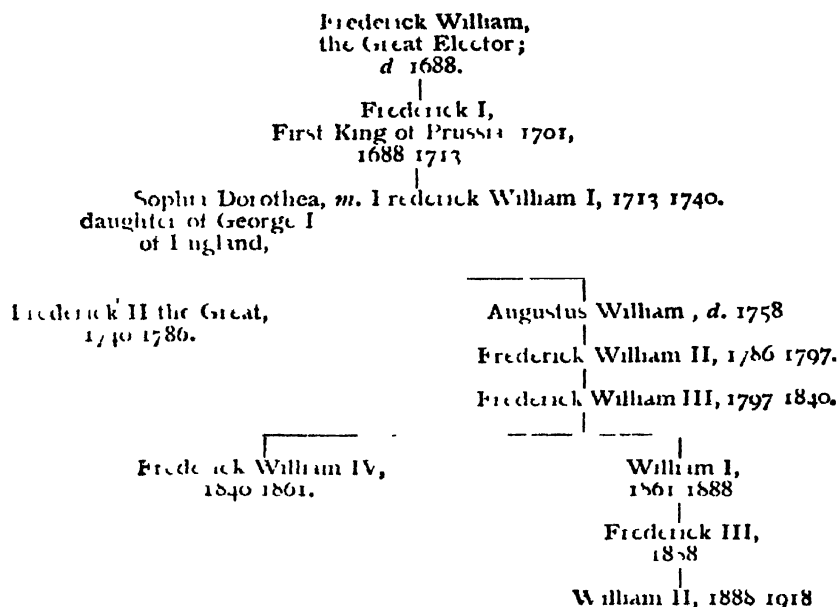 Frederick William,
the Great Elector;
d 1688.
Frederick I,
First King of Prussia 1701,
1688 1713
Sophia Dorothea, m. Frederick William I, 1713 1740.
daughter of George I
of England,
Frederick II the Great,
1740 1786.
Augustus William, d. 1758
Frederick William II, 1786 1797.
Frederick William III, 1797 1840.
Frederick William IV,
1840 1861.
William I,
1861 1888
Frederick III,
1888
William II, 1888 1918